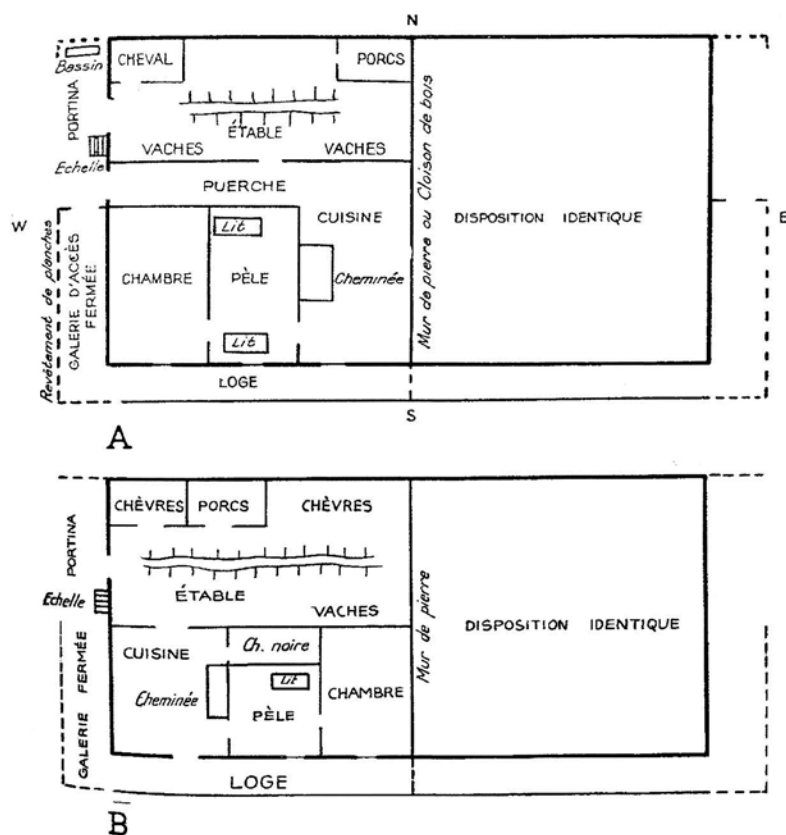 N
Bassin
CHEVAL
PORCS
PORTINA
ÉTABLE
Echelle
VACHES
VACHES
PUERCHE
W
CUISINE
Lit
Mur de pierre ou Cloison de bois
DISPOSITION IDENTIQUE
E
Revêtement de planches
GALERIE D'ACCÈS
FERMÉE
CHAMBRE
PÈLE
Cheminée
Lit
LOGE
S
A
CHÈVRES
PORCS
CHÈVRES
PORTINA
Echelle
ÉTABLE
VACHES
Mur de pierre
DISPOSITION IDENTIQUE
GALERIE FERMÉE
CUISINE
Ch. noire
Cheminée
Lit
PÈLE
CHAMBRE
LOGE
B